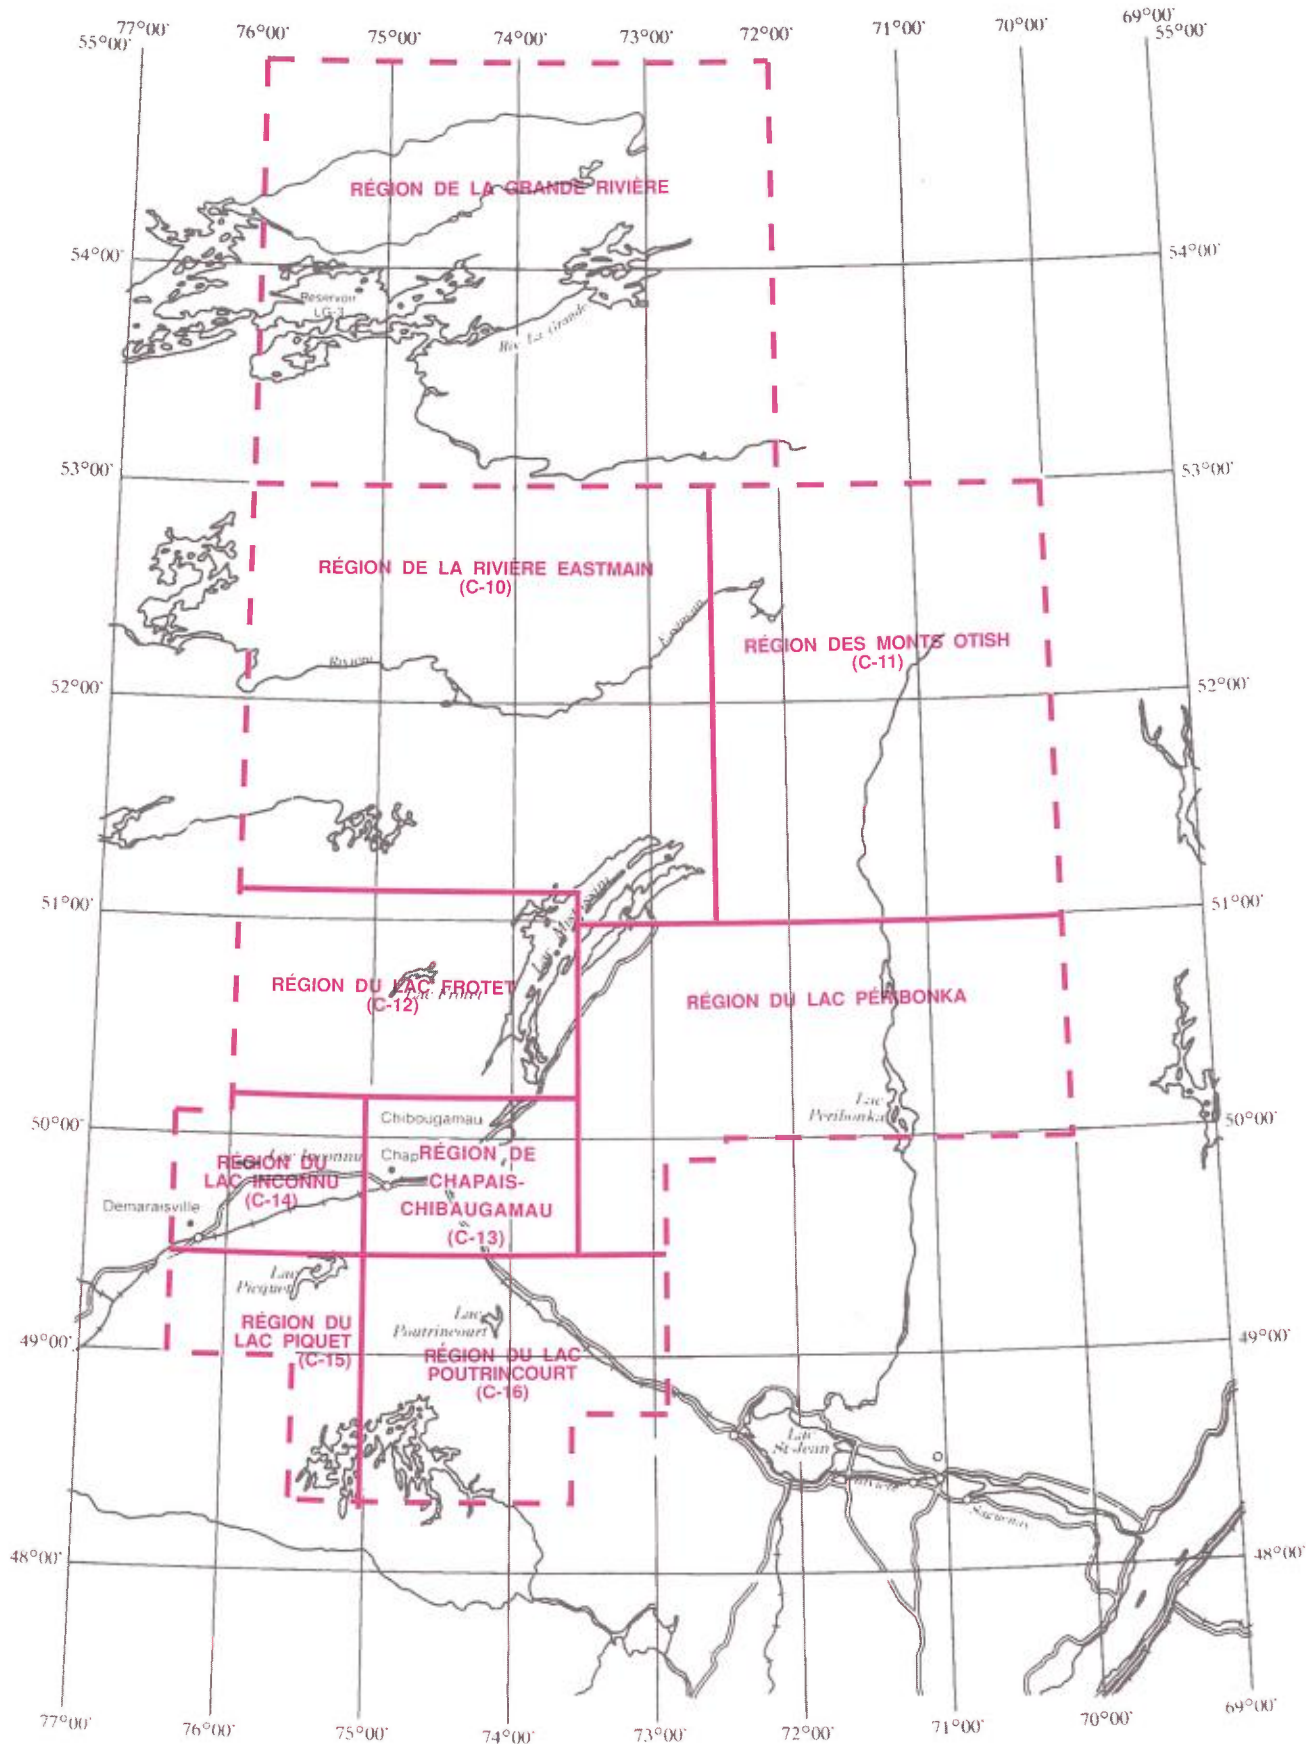 77°00'
76°00'
75°00'
74°00'
73°00'
72°00'
71°00'
70°00'
69°00'
55°00'
55°00'
RÉGION DE LA GRANDE RIVIÈRE
54°00'
54°00'
Reservoir
LG-3
Riv. La Grande
53°00'
53°00'
RÉGION DE LA RIVIÈRE EASTMAIN
(C-10)
Rivière
Eastmain
RÉGION DES MONTS OTISH
(C-11)
52°00'
52°00'
51°00'
51°00'
Lac Mistassini
RÉGION DU LAC FROTET
(C-12)
Lac Frotet
RÉGION DU LAC PÉRIBONKA
Lac
Peribonka
50°00'
50°00'
Chibougamau
Chap
RÉGION DE
CHAPAIS-
CHIBAUGAMAU
(C-13)
Lac Inconnu
RÉGION DU
LAC INCONNU
(C-14)
Demaraisville
Lac
Picquet
RÉGION DU
LAC PIQUET
(C-15)
Lac
Poutrincourt
RÉGION DU LAC
POUTRINCOURT
(C-16)
49°00'
49°00'
Lac
St-Jean
Rivière
Saguenay
48°00'
48°00'
77°00'
76°00'
75°00'
74°00'
73°00'
72°00'
71°00'
70°00'
69°00'